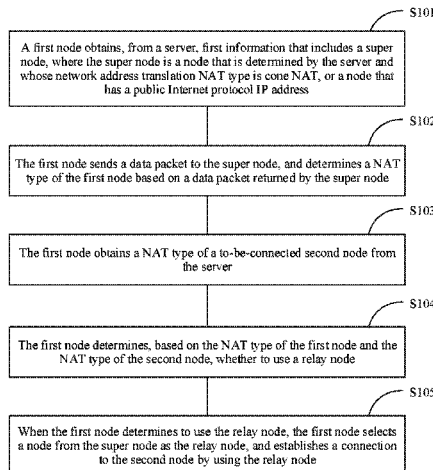 S101
A first node obtains, from a server, first information that includes a super
node, where the super node is a node that is determined by the server and
whose network address translation NAT type is cone NAT, or a node that
has a public Internet protocol IP address
S102
The first node sends a data packet to the super node, and determines a NAT
type of the first node based on a data packet returned by the super node
S103
The first node obtains a NAT type of a to-be-connected second node from
the server
S104
The first node determines, based on the NAT type of the first node and the
NAT type of the second node, whether to use a relay node
S105
When the first node determines to use the relay node, the first node selects
a node from the super node as the relay node, and establishes a connection
to the second node by using the relay node